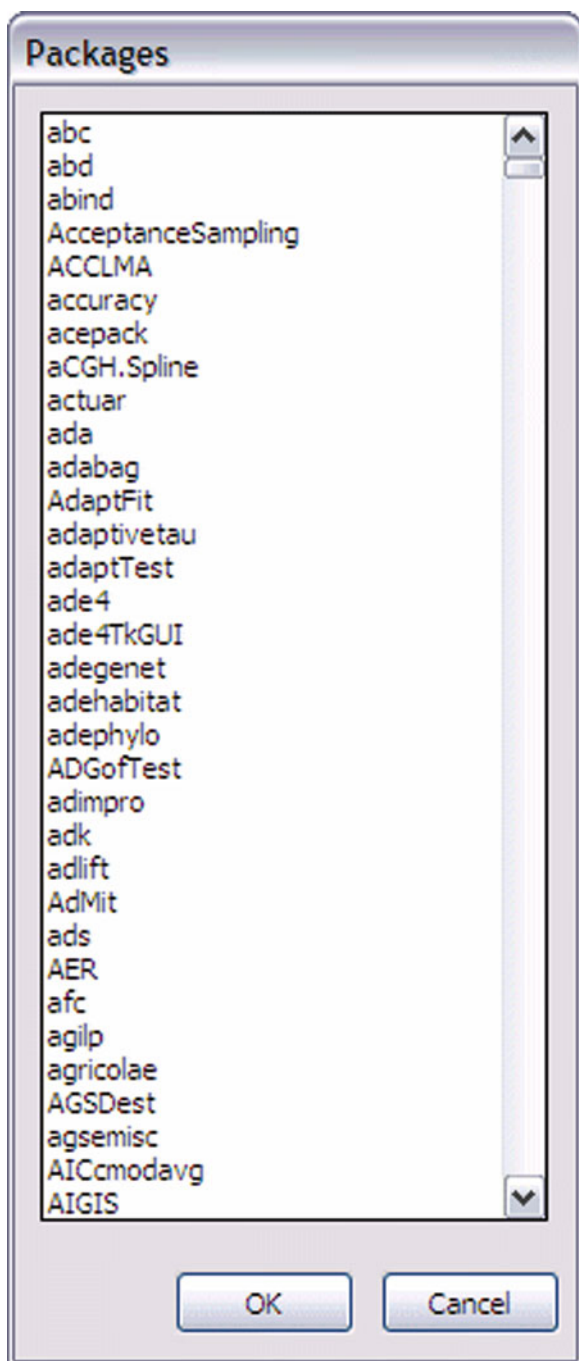 Packages
abc
abd
abind
AcceptanceSampling
ACCLMA
accuracy
acepack
aCGH.Spline
actuar
ada
adabag
AdaptFit
adaptivetau
adaptTest
ade4
ade4TkGUI
adegenet
adehabitat
adephylo
ADGofTest
adimpro
adk
adlift
AdMit
ads
AER
afc
agilp
agricolae
AGSDest
agsemisc
AICcmodavg
AIGIS
OK Cancel